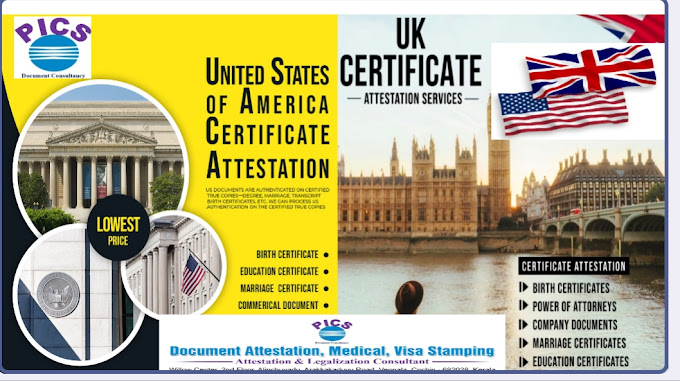 PICS
Document Consultancy
UNITED STATES
OF AMERICA
CERTIFICATE
ATTESTATION
US DOCUMENTS ARE AUTHENTICATED ON CERTIFIED
TRUE COPIES—DEGREE, MARRIAGE, TRANSCRIPT
BIRTH CERTIFICATES, ETC. WE CAN PROCESS US
AUTHENTICATION ON THE CERTIFIED TRUE COPIES
LOWEST
PRICE
BIRTH CERTIFICATE
EDUCATION CERTIFICATE
MARRIAGE CERTIFICATE
COMMERICAL DOCUMENT
UK
CERTIFICATE
— ATTESTATION SERVICES —
CERTIFICATE ATTESTATION
BIRTH CERTIFICATES
POWER OF ATTORNEYS
COMPANY DOCUMENTS
MARRIAGE CERTIFICATES
EDUCATION CERTIFICATES
PICS
Document Attestation, Medical, Visa Stamping
Attestation & Legalization Consultant